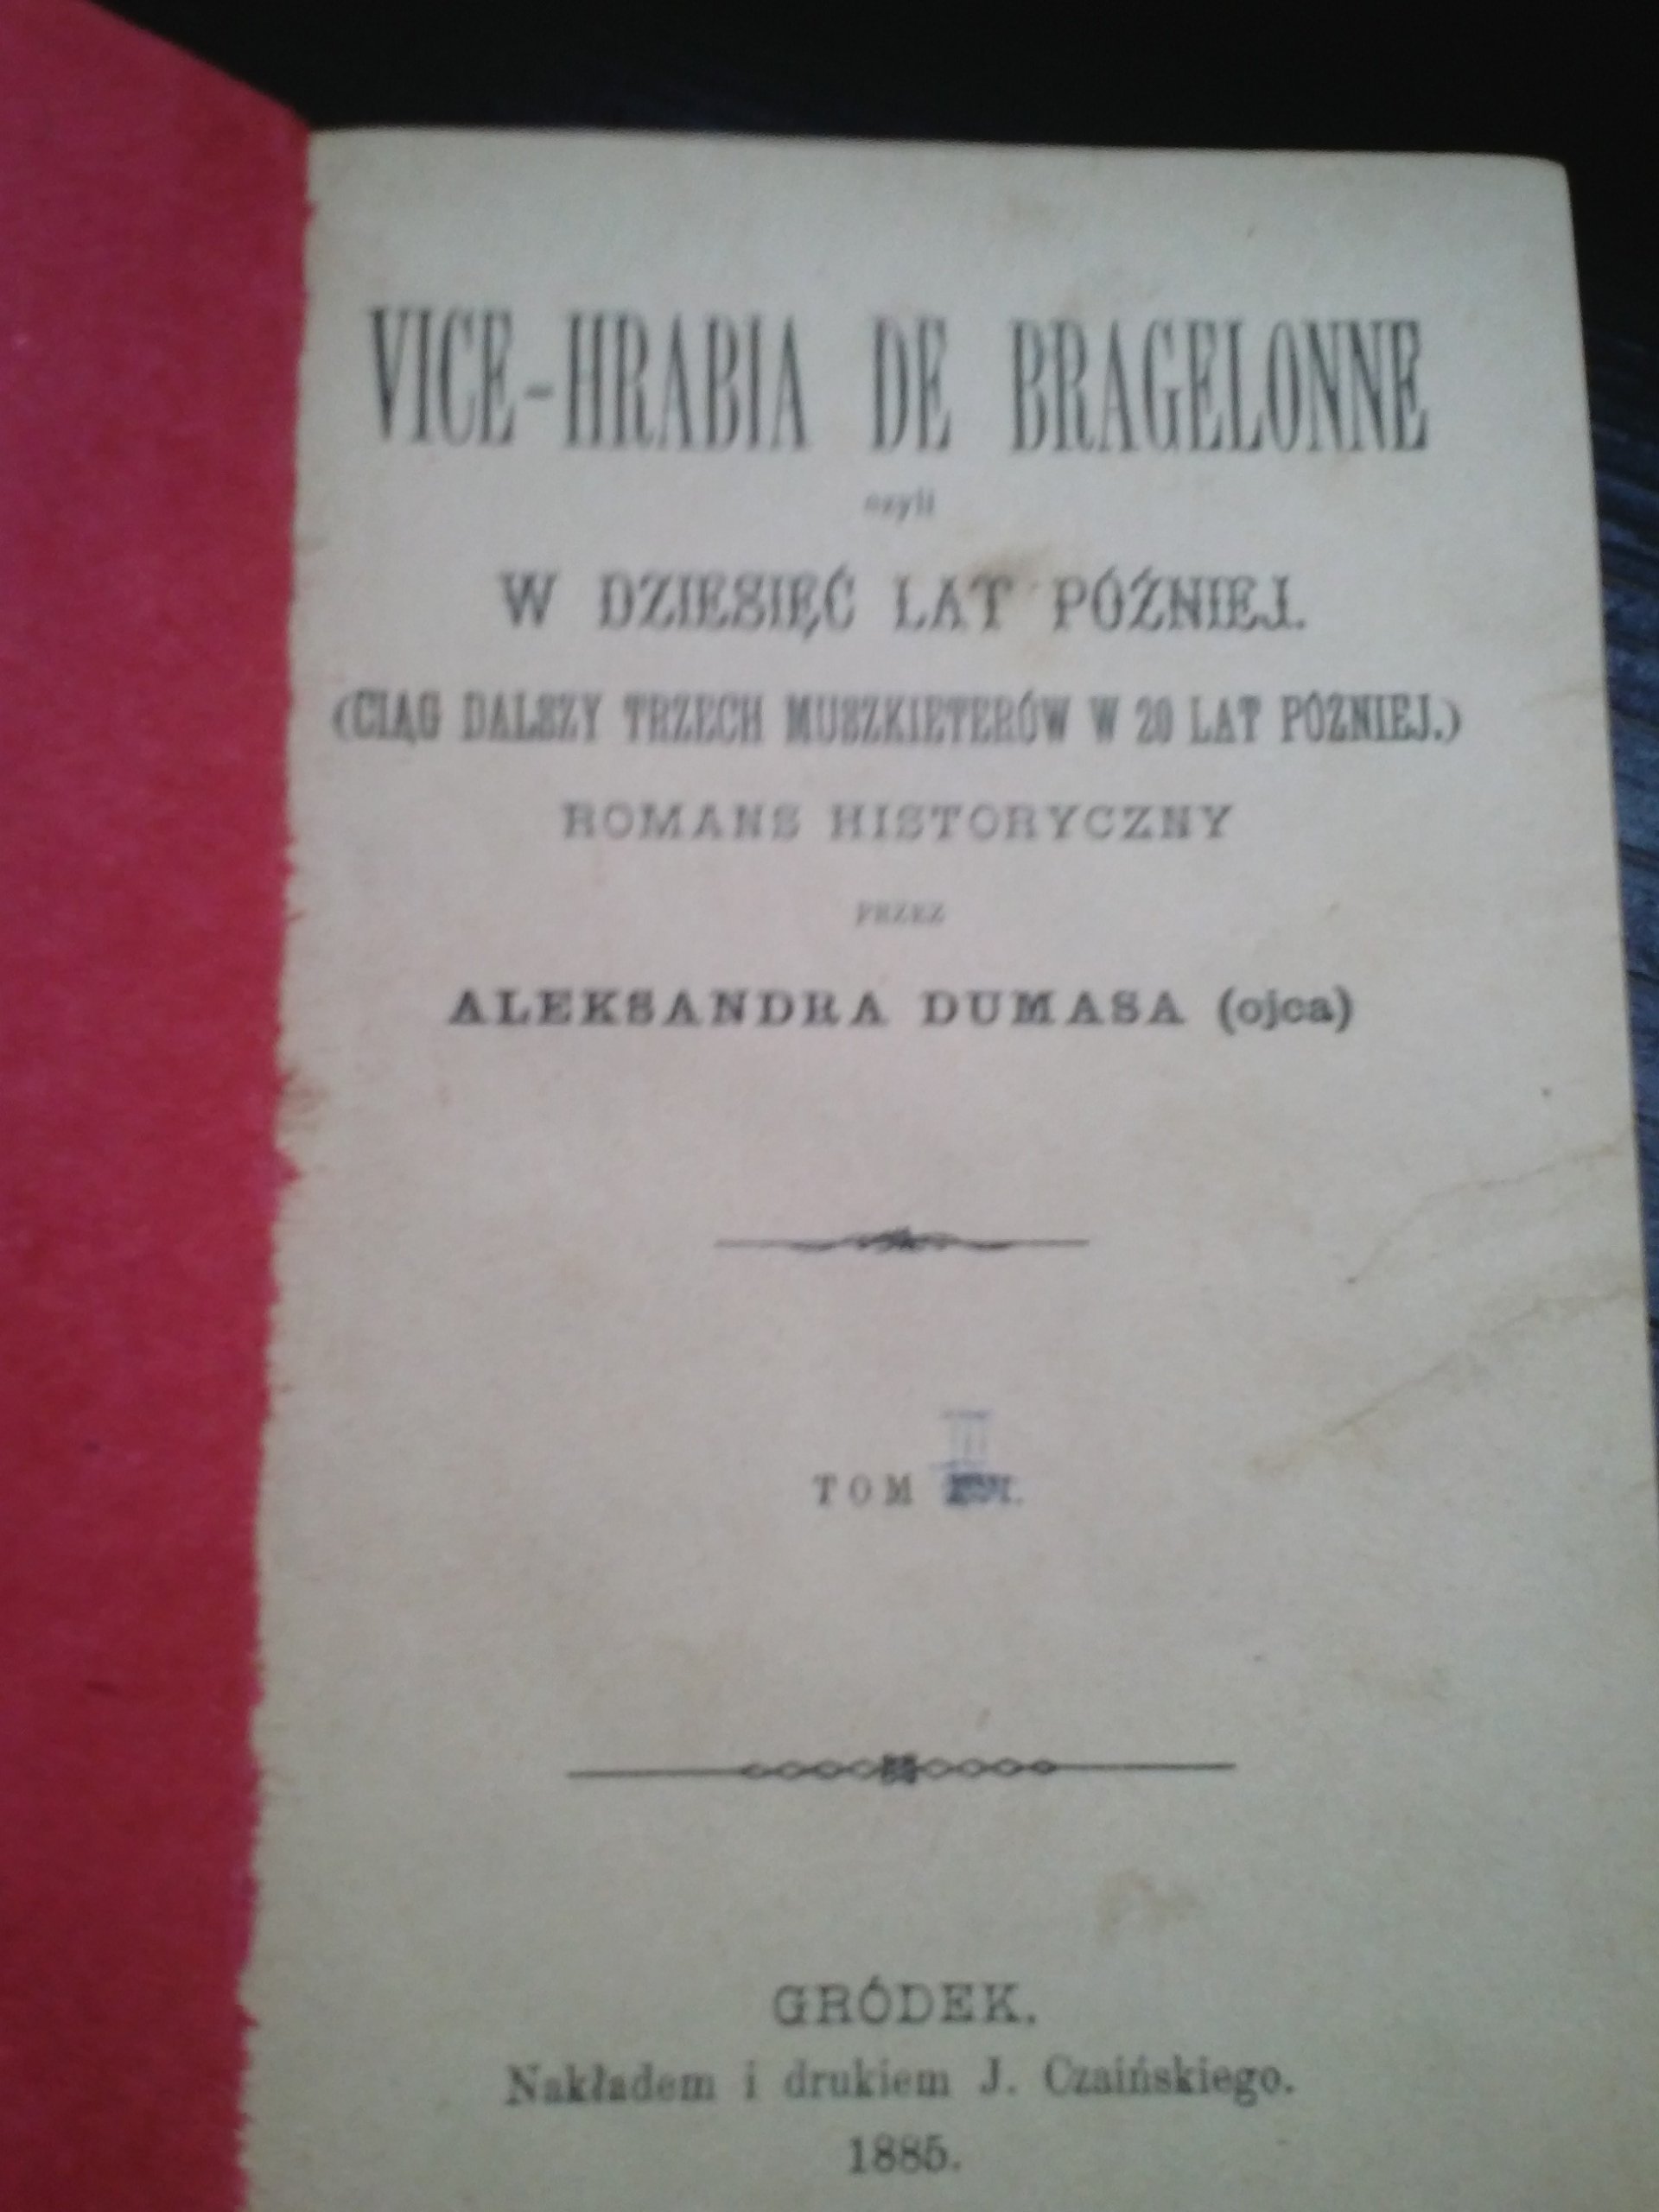 VICE-HRABIA DE BRAGELONNE
czyli
W DZIESIĘĆ LAT PÓŹNIEJ.
(CIĄG DALSZY TRZECH MUSZKIETERÓW W 20 LAT PÓŹNIEJ.)
ROMANS HISTORYCZNY
PRZEZ
ALEKSANDRA DUMASA (ojca)
III
TOM
GRÓDEK.
Nakładem i drukiem J. Czaińskiego.
1885.